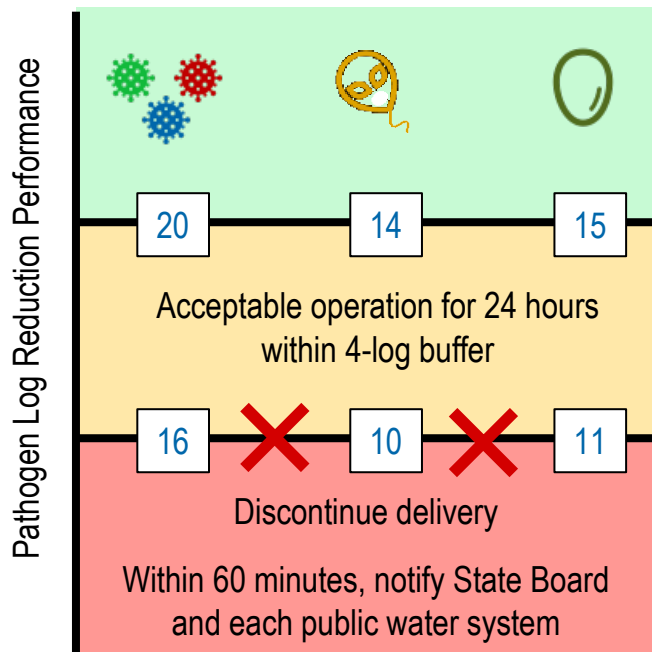 Pathogen Log Reduction Performance
20 14 15
Acceptable operation for 24 hours
within 4-log buffer
16 10 11
Discontinue delivery
Within 60 minutes, notify State Board
and each public water system